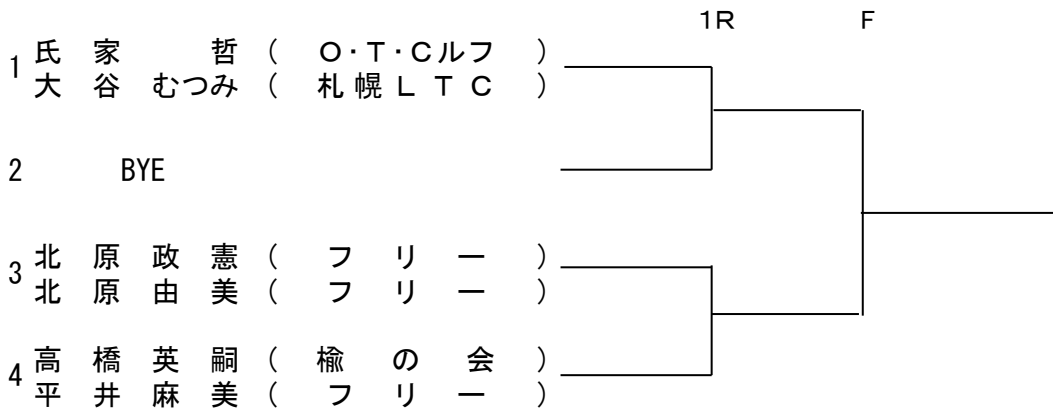 1R F
1 氏家 哲 ( O・T・Cルフ )
大谷 むつみ ( 札幌LTC )
2 BYE
3 北原政憲 ( フリー )
北原由美 ( フリー )
4 高橋英嗣 ( 楡の会 )
平井麻美 ( フリー )